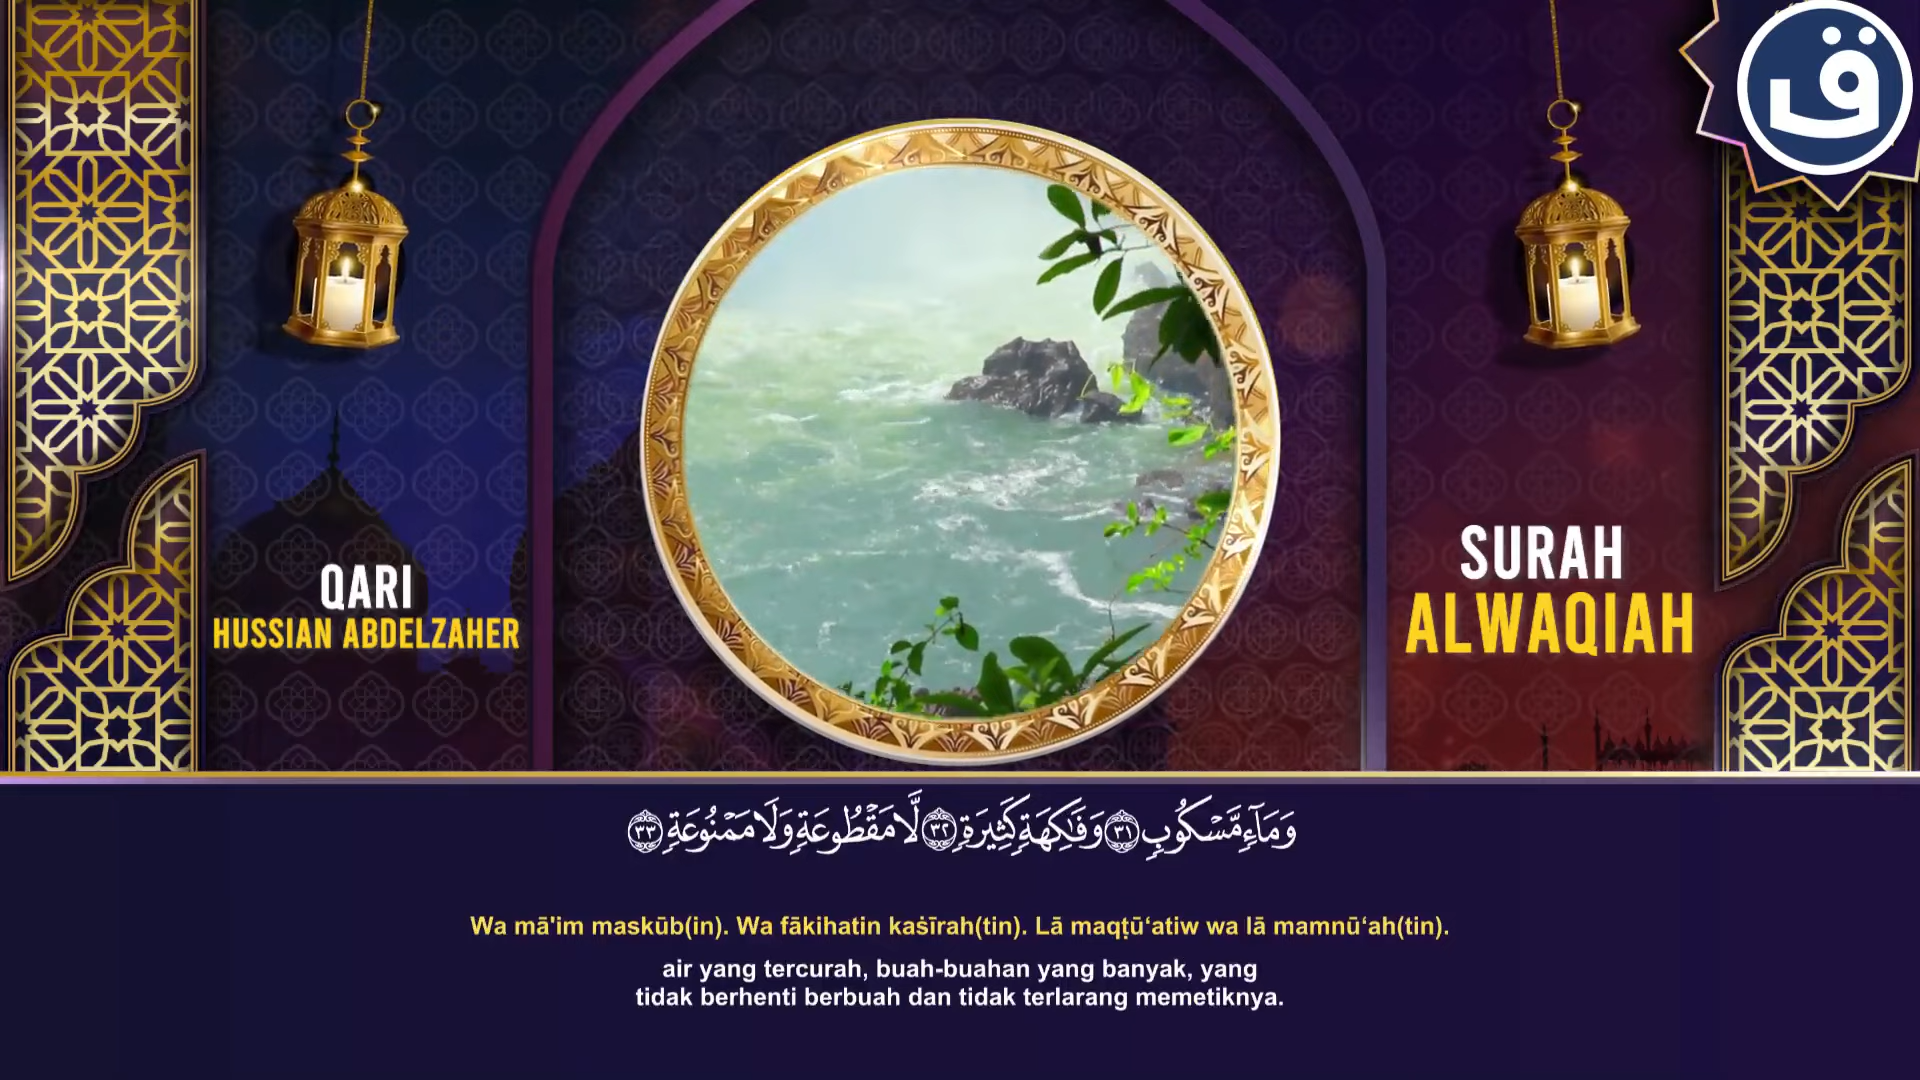 ق
QARI
HUSSIAN ABDELZAHER
SURAH
ALWAQIAH
وَمَآءٍ مَّسْكُوبٍ ٣١ وَفَٰكِهَةٍ كَثِيرَةٍ ٣٢ لَّا مَقْطُوعَةٍ وَلَا مَمْنُوعَةٍ ٣٣
Wa mā'im maskūb(in). Wa fākihatin kaṡīrah(tin). Lā maqṭū‘atiw wa lā mamnū‘ah(tin).
air yang tercurah, buah-buahan yang banyak, yang
tidak berhenti berbuah dan tidak terlarang memetiknya.